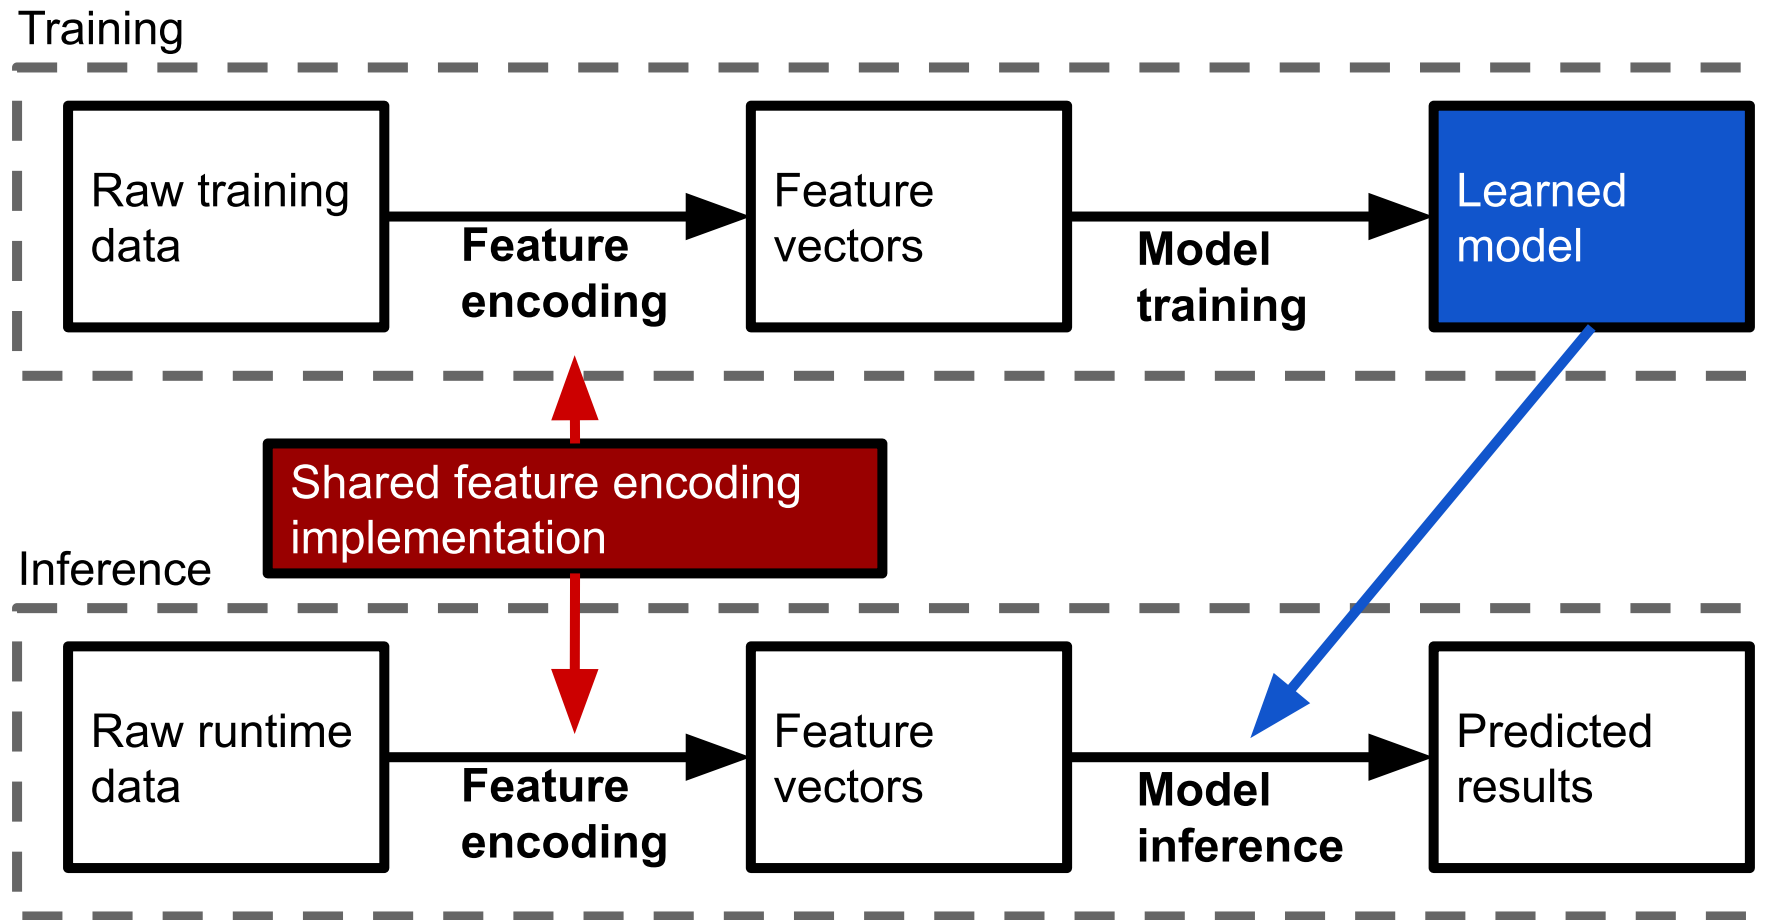 Training
Raw training
data
Feature
encoding
Feature
vectors
Model
training
Learned
model
Shared feature encoding
implementation
Inference
Raw runtime
data
Feature
encoding
Feature
vectors
Model
inference
Predicted
results